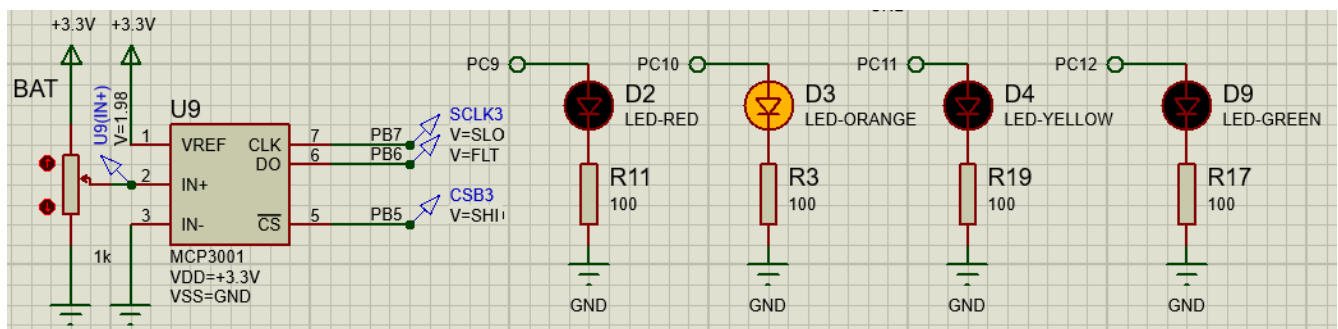 +3.3V +3.3V
BAT
U9(IN+)
V=1.98
U9
1 VREF CLK 7 PB7
DO 6 PB6
2 IN+
3 IN- CS 5 PB5
SCLK3
V=SLO
V=FLT
CSB3
V=SHI
1k
MCP3001
VDD=+3.3V
VSS=GND
PC9
D2
LED-RED
R11
100
GND
PC10
D3
LED-ORANGE
R3
100
GND
PC11
D4
LED-YELLOW
R19
100
GND
PC12
D9
LED-GREEN
R17
100
GND